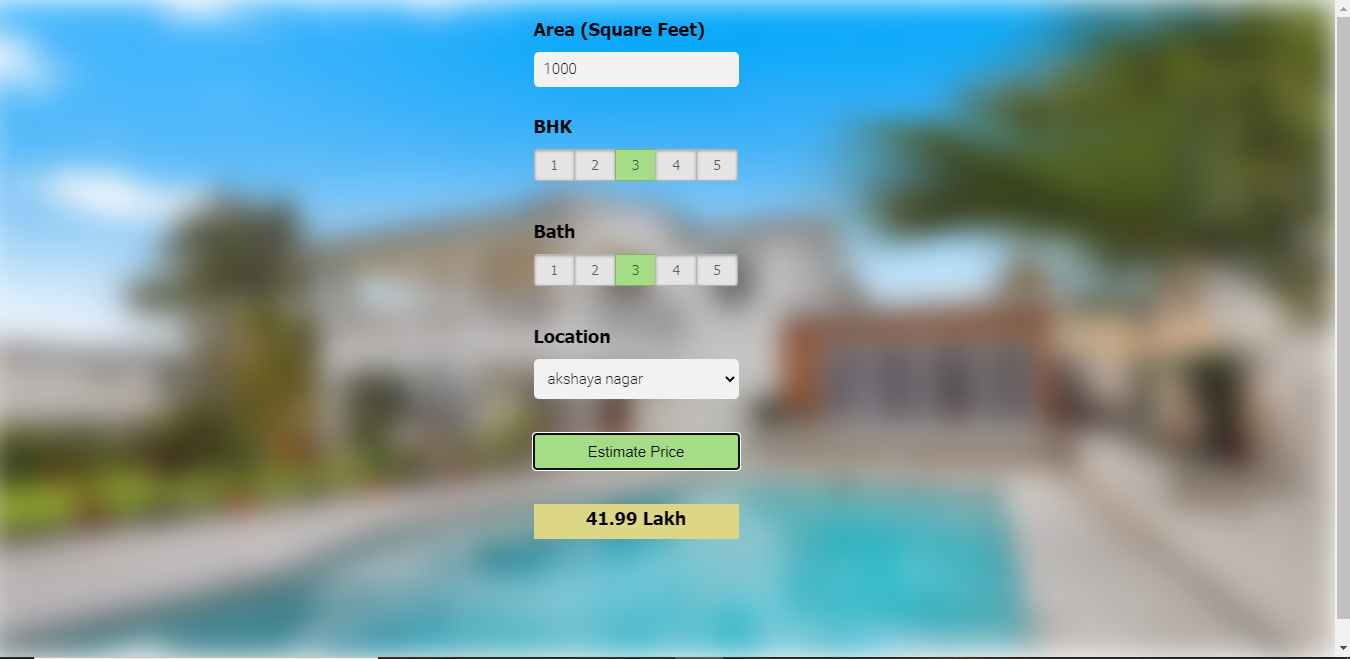 Area (Square Feet)
1000
BHK
1 2 3 4 5
Bath
1 2 3 4 5
Location
akshaya nagar
Estimate Price
41.99 Lakh